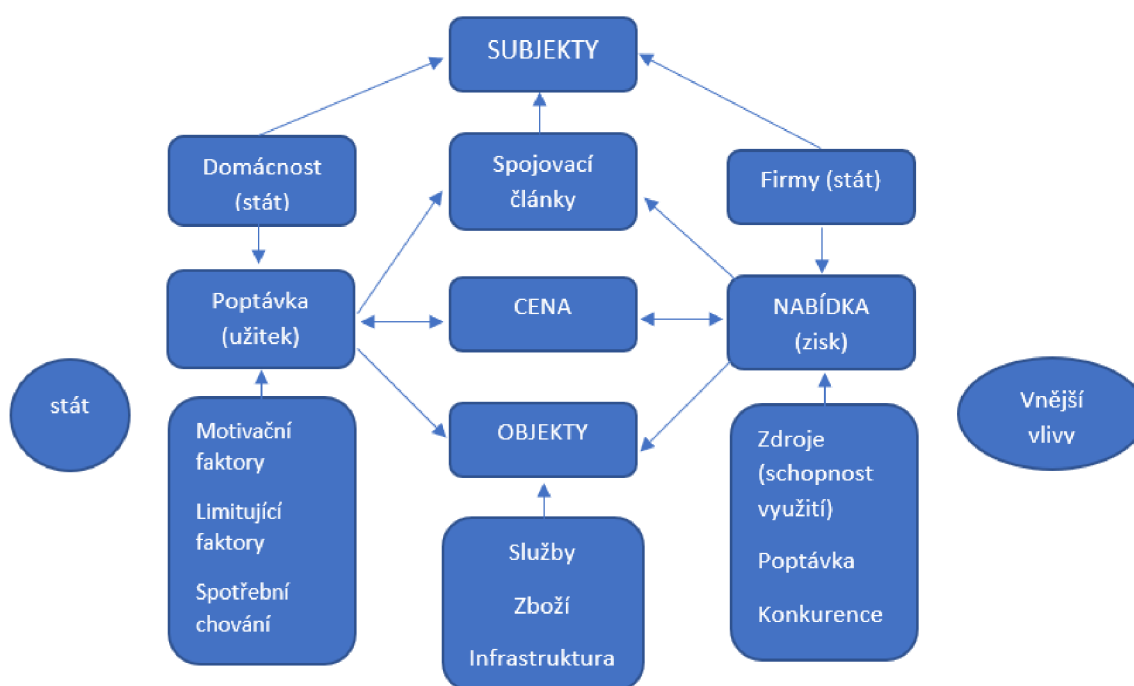 SUBJEKTY
Domácnost
(stát)
Spojovací
články
Firmy (stát)
Poptávka
(užitek)
CENA
NABÍDKA
(zisk)
stát
Motivační
faktory
Limitující
faktory
Spotřební
chování
OBJEKTY
Služby
Zboží
Infrastruktura
Zdroje
(schopnost
využití)
Poptávka
Konkurence
Vnější
vlivy